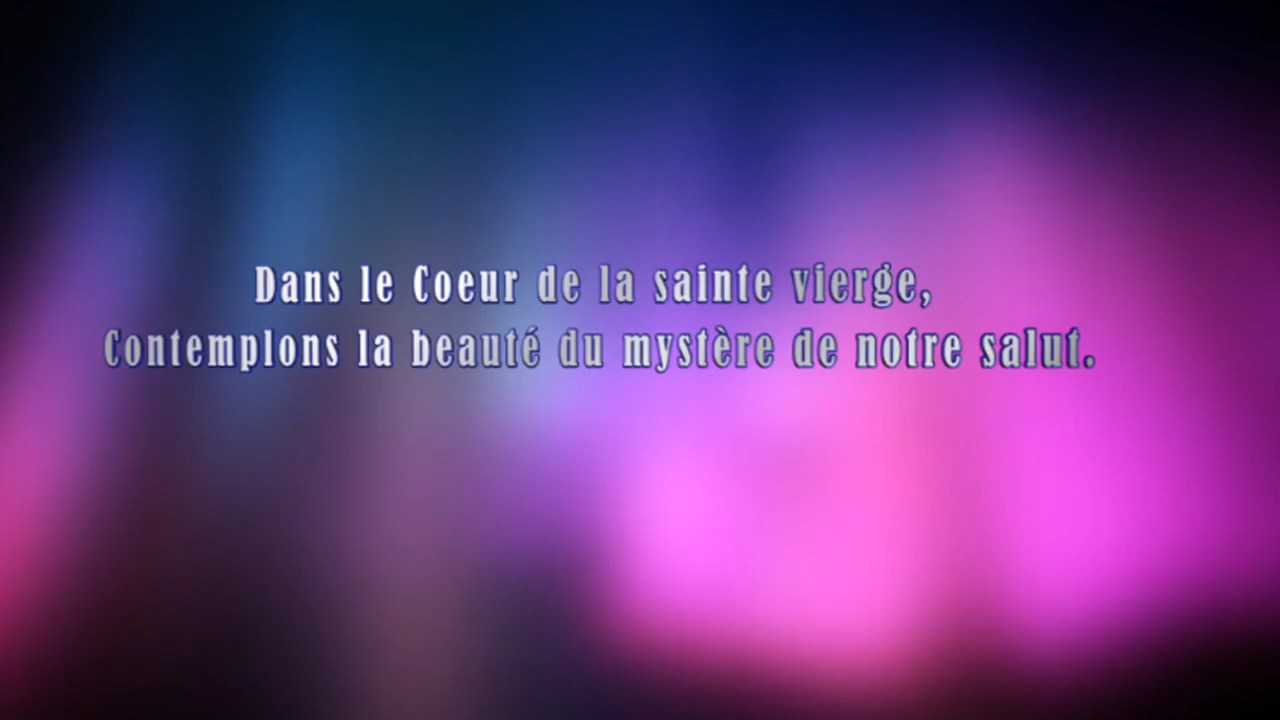 Dans le Coeur de la sainte vierge,
Contemplons la beauté du mystère de notre salut.